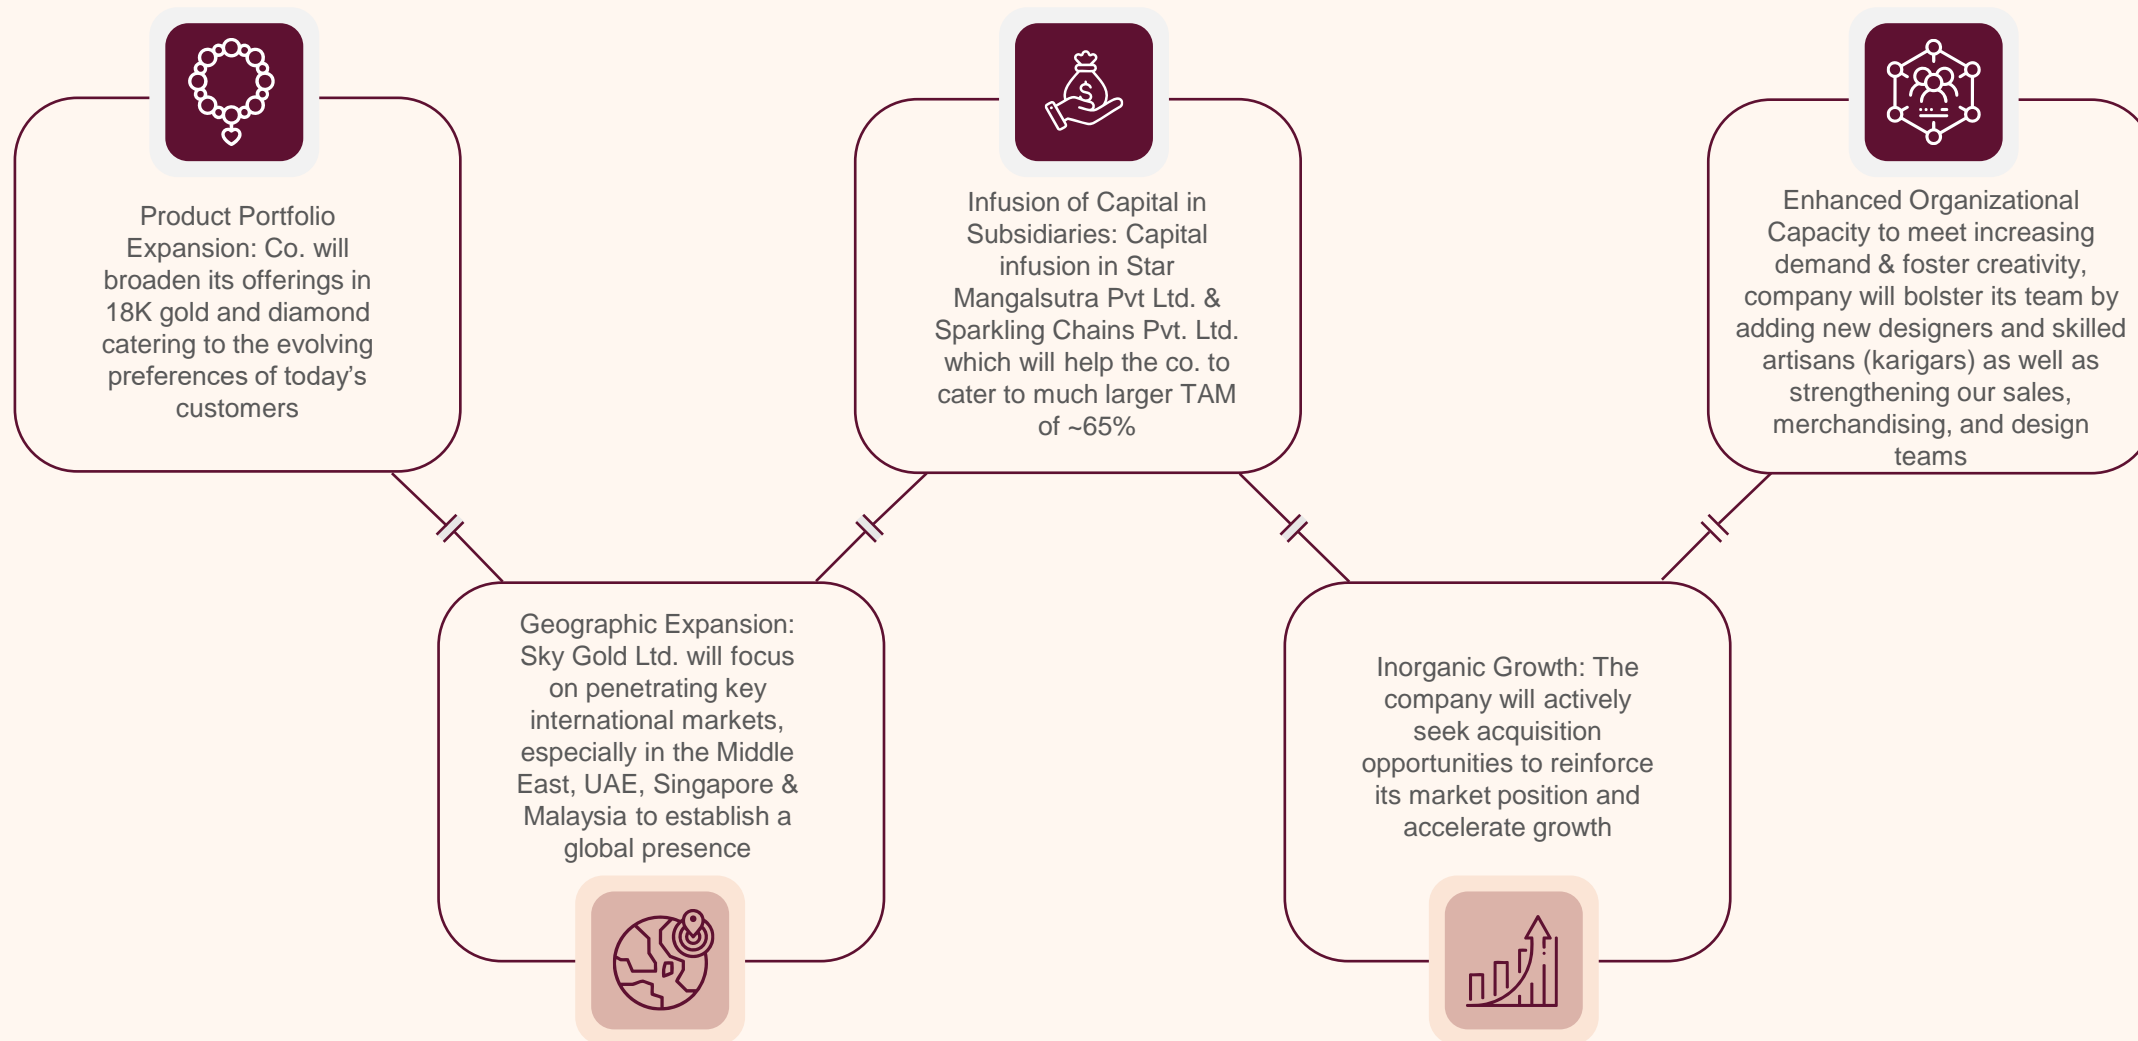 Product Portfolio
Expansion: Co. will
broaden its offerings in
18K gold and diamond
catering to the evolving
preferences of today’s
customers
Geographic Expansion:
Sky Gold Ltd. will focus
on penetrating key
international markets,
especially in the Middle
East, UAE, Singapore &
Malaysia to establish a
global presence
Infusion of Capital in
Subsidiaries: Capital
infusion in Star
Mangalsutra Pvt Ltd. &
Sparkling Chains Pvt. Ltd.
which will help the co. to
cater to much larger TAM
of ~65%
Inorganic Growth: The
company will actively
seek acquisition
opportunities to reinforce
its market position and
accelerate growth
Enhanced Organizational
Capacity to meet increasing
demand & foster creativity,
company will bolster its team by
adding new designers and skilled
artisans (karigars) as well as
strengthening our sales,
merchandising, and design
teams